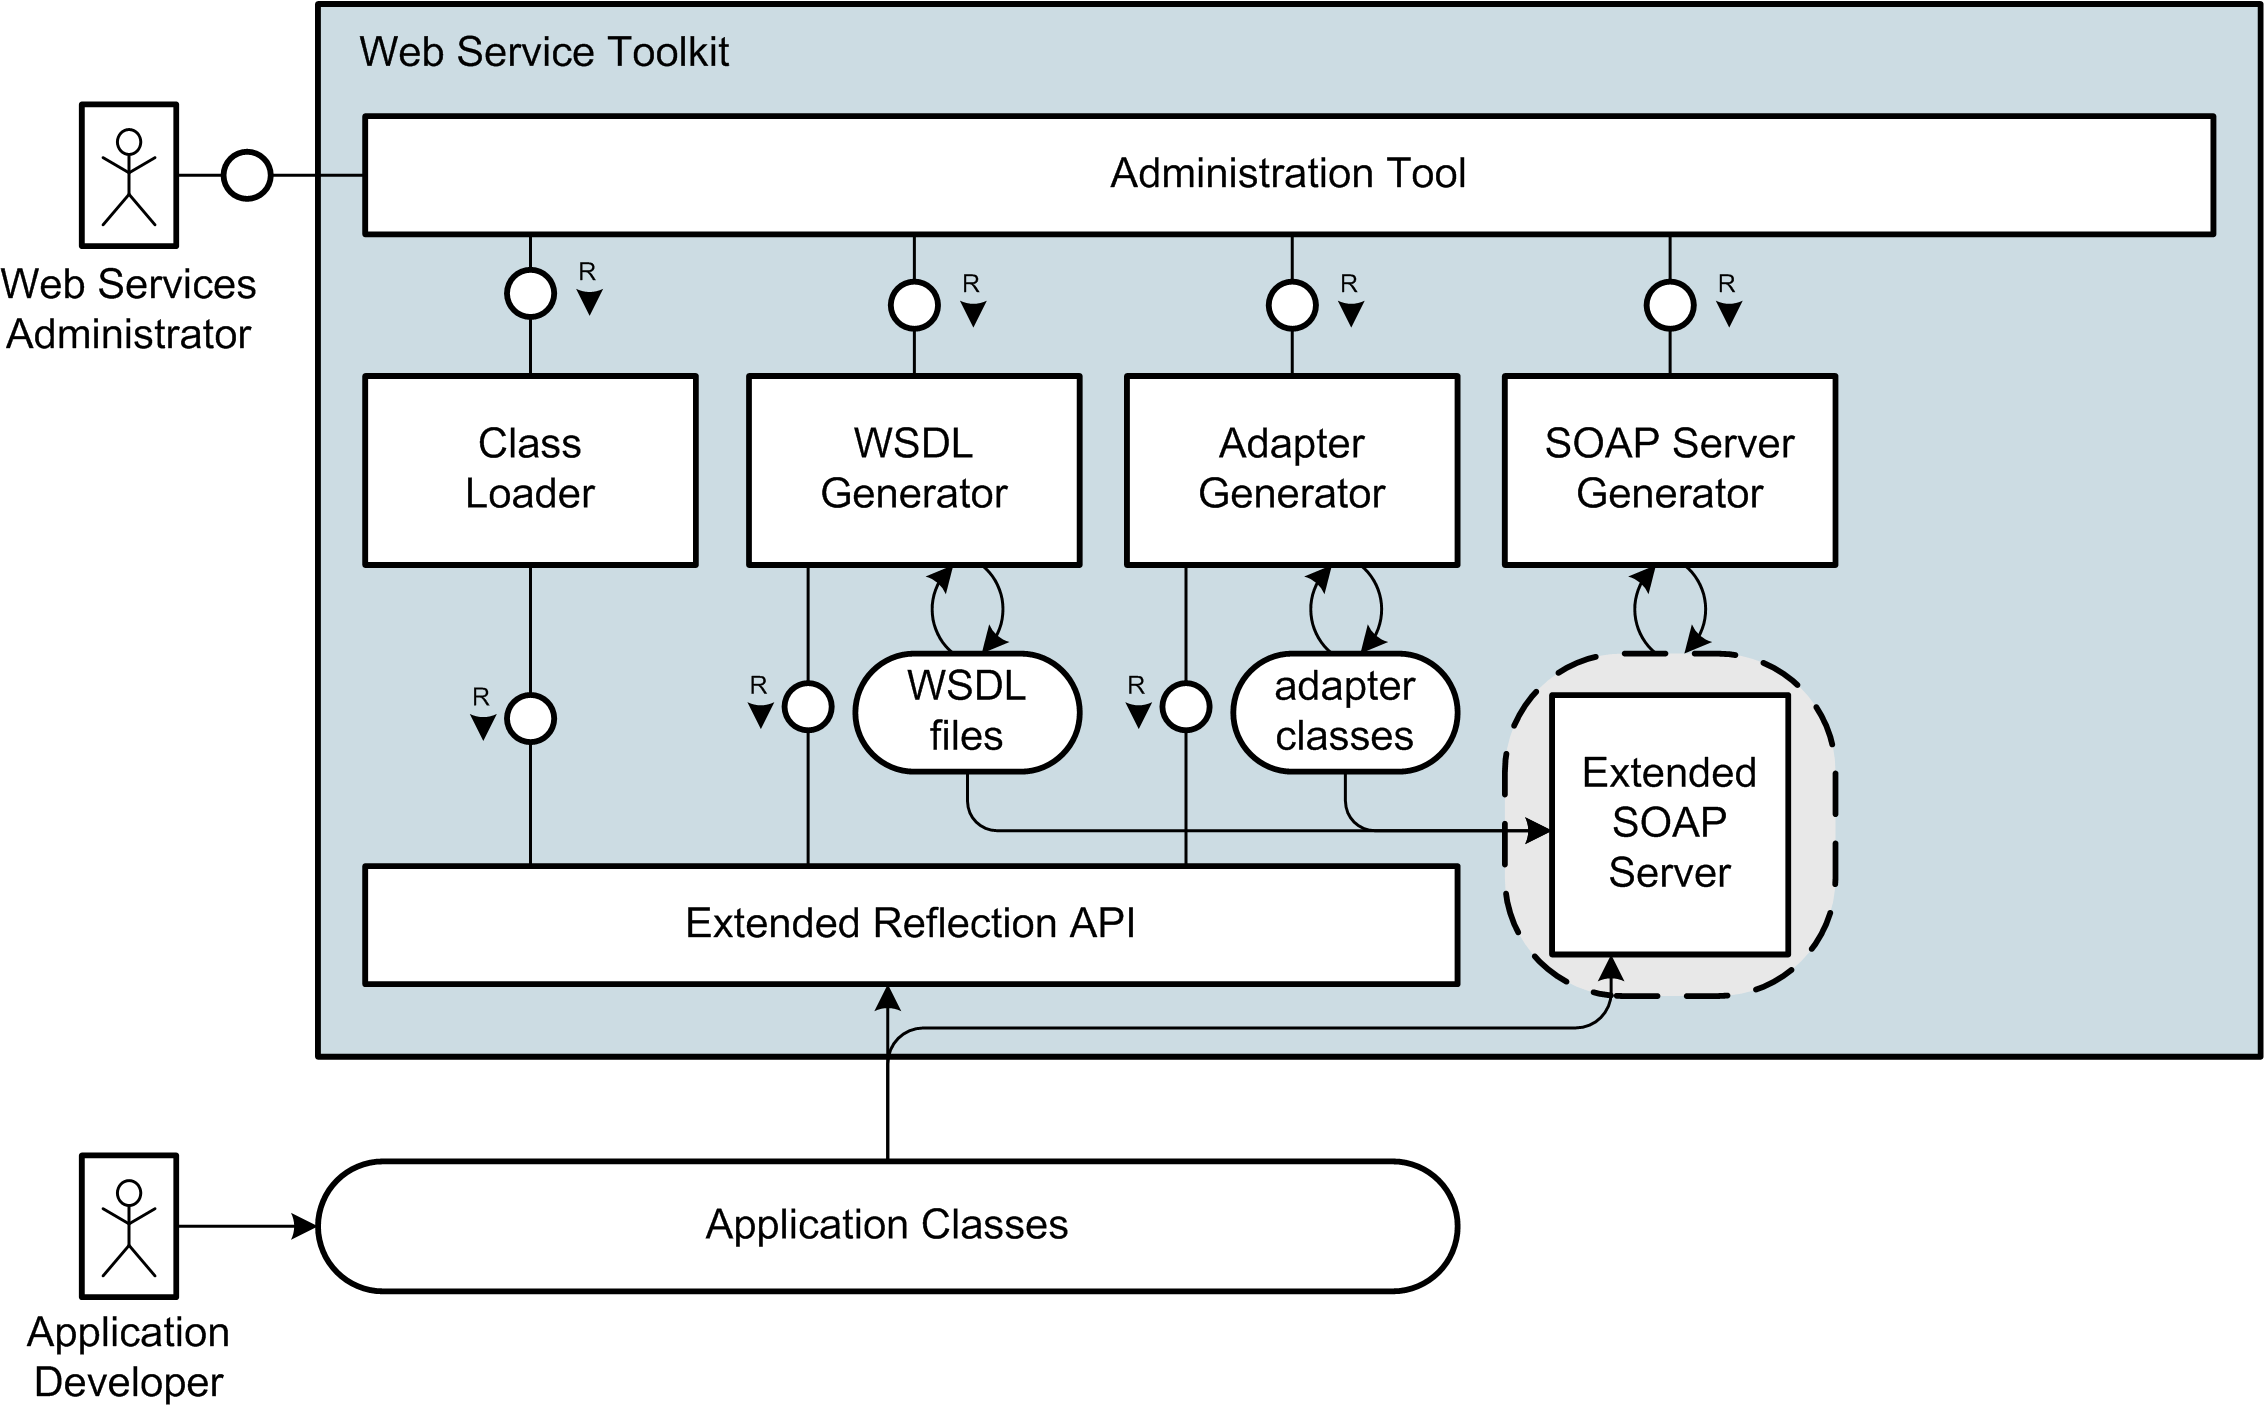 Web Service Toolkit
Administration Tool
Web Services
Administrator
R
R
R
R
Class
Loader
WSDL
Generator
Adapter
Generator
SOAP Server
Generator
R
R
R
WSDL
files
adapter
classes
Extended
SOAP
Server
Extended Reflection API
Application Classes
Application
Developer